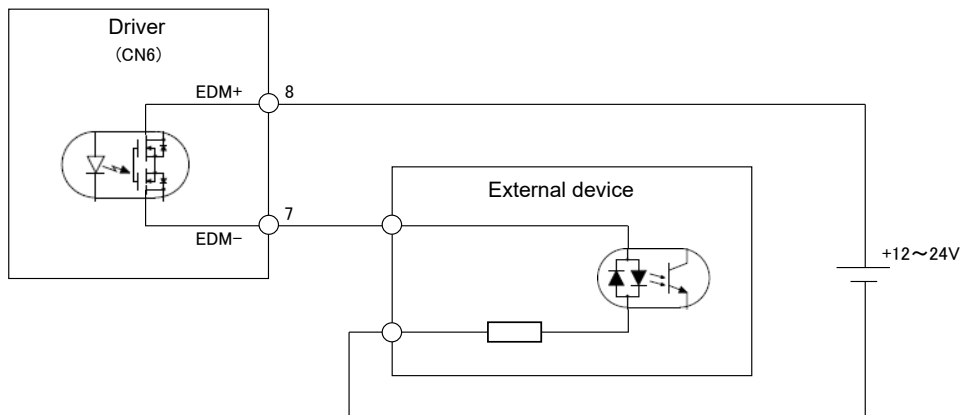 Driver
(CN6)
EDM+
8
External device
7
EDM-
+12～24V